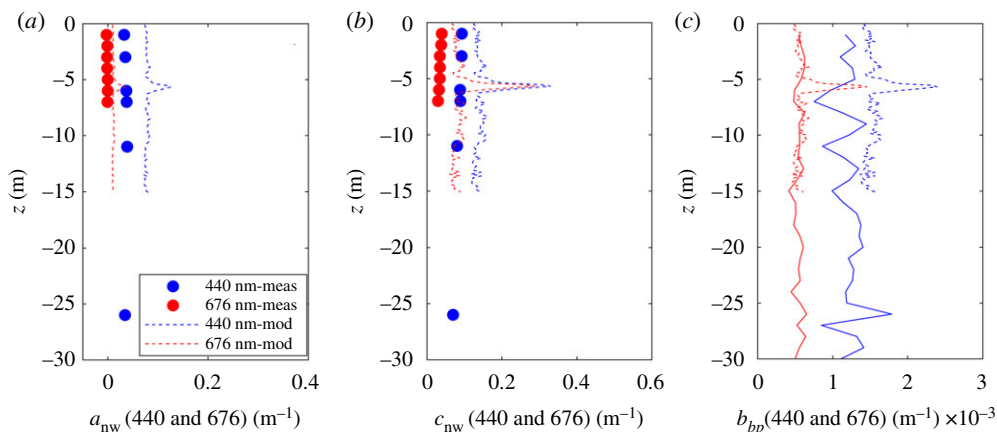 (a)
0
−5
−10
−15
−20
−25
−30
z (m)
440 nm-meas
676 nm-meas
440 nm-mod
676 nm-mod
0 0.2 0.4
a_nw (440 and 676) (m⁻¹)
(b)
0
−5
−10
−15
−20
−25
−30
z (m)
0 0.2 0.4 0.6
c_nw (440 and 676) (m⁻¹)
(c)
0
−5
−10
−15
−20
−25
−30
z (m)
0 1 2 3
b_bp(440 and 676) (m⁻¹) ×10⁻³